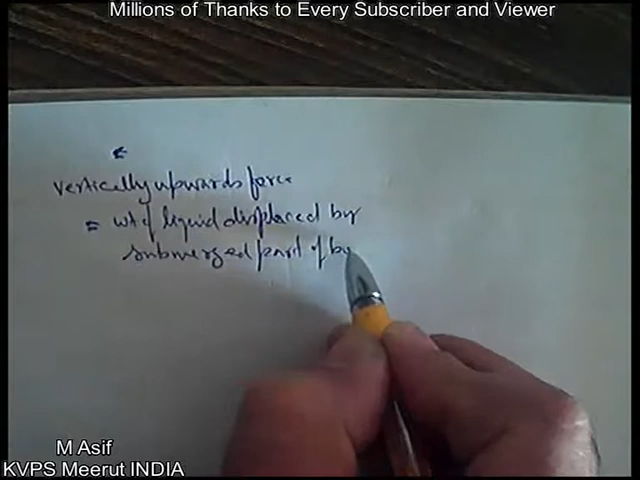 Millions of Thanks to Every Subscriber and Viewer
vertically upwards force
= wt of liquid displaced by
submerged part of bo
M Asif
KVPS Meerut INDIA